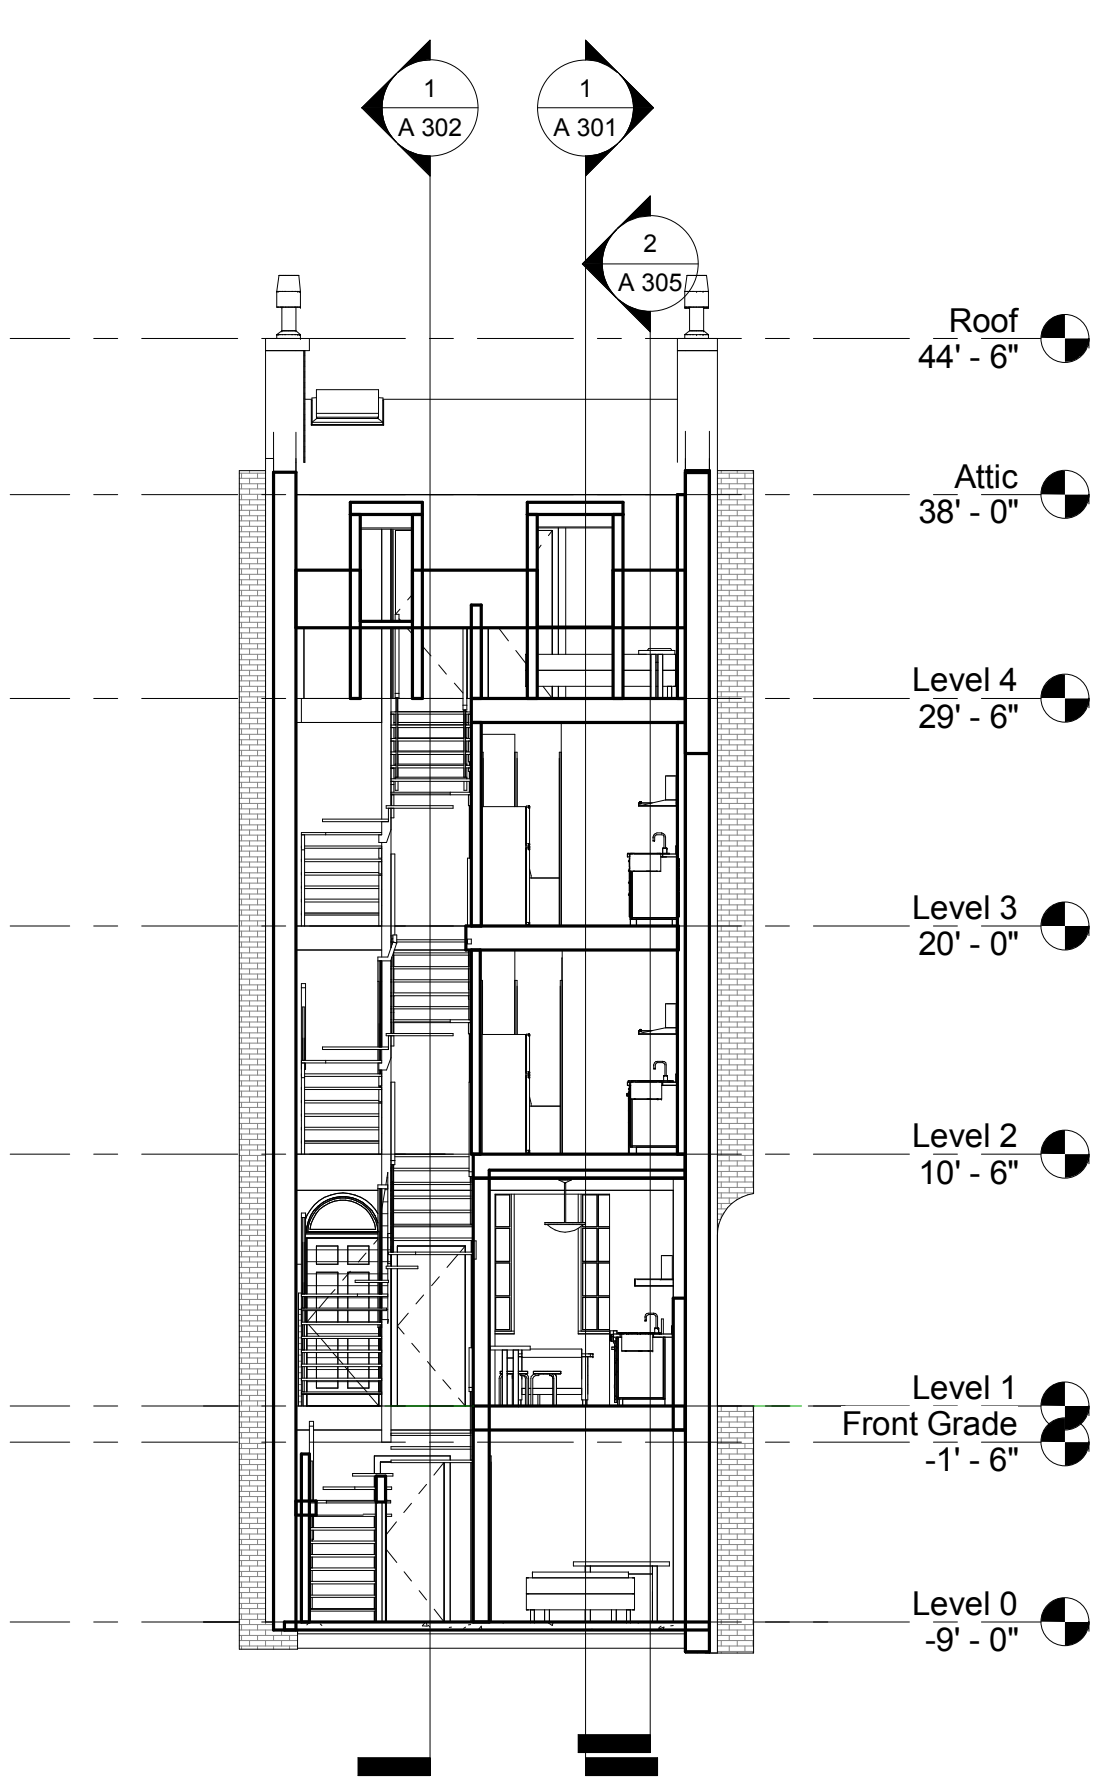 1
A 302
1
A 301
2
A 305
Roof
44' - 6"
Attic
38' - 0"
Level 4
29' - 6"
Level 3
20' - 0"
Level 2
10' - 6"
Level 1
Front Grade
-1' - 6"
Level 0
-9' - 0"